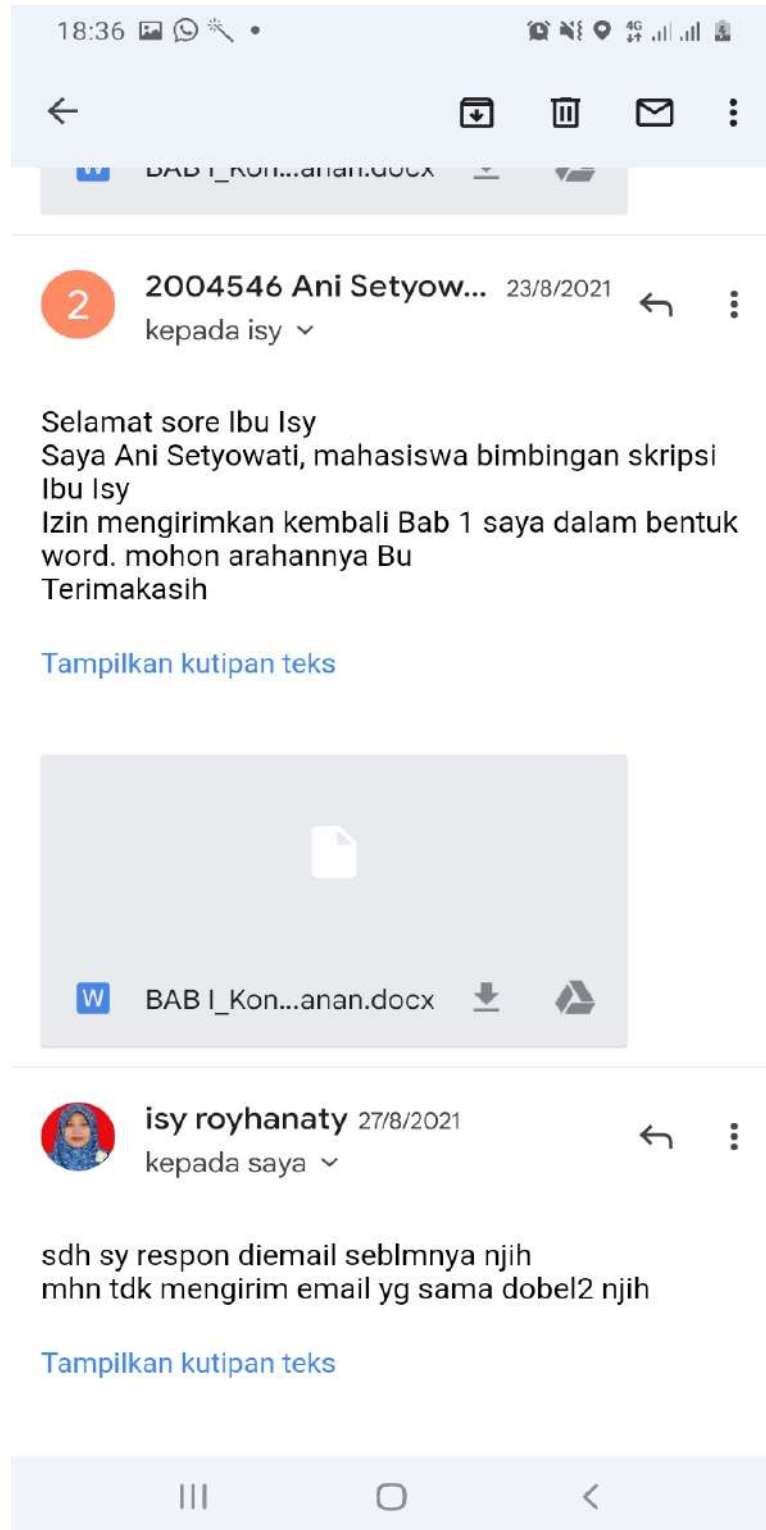 18:36
4G
W BAB I_Kon...anan.docx
2
2004546 Ani Setyow... 23/8/2021
kepada isy
Selamat sore Ibu Isy
Saya Ani Setyowati, mahasiswa bimbingan skripsi
Ibu Isy
Izin mengirimkan kembali Bab 1 saya dalam bentuk
word. mohon arahannya Bu
Terimakasih
Tampilkan kutipan teks
W BAB I_Kon...anan.docx
isy royhanaty 27/8/2021
kepada saya
sdh sy respon diemail seblmnya njih
mhn tdk mengirim email yg sama dobel2 njih
Tampilkan kutipan teks